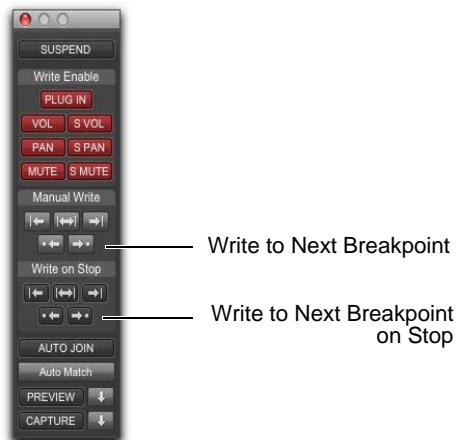 SUSPEND
Write Enable
PLUG IN
VOL S VOL
PAN S PAN
MUTE S MUTE
Manual Write
Write to Next Breakpoint
Write on Stop
Write to Next Breakpoint
on Stop
AUTO JOIN
Auto Match
PREVIEW
CAPTURE